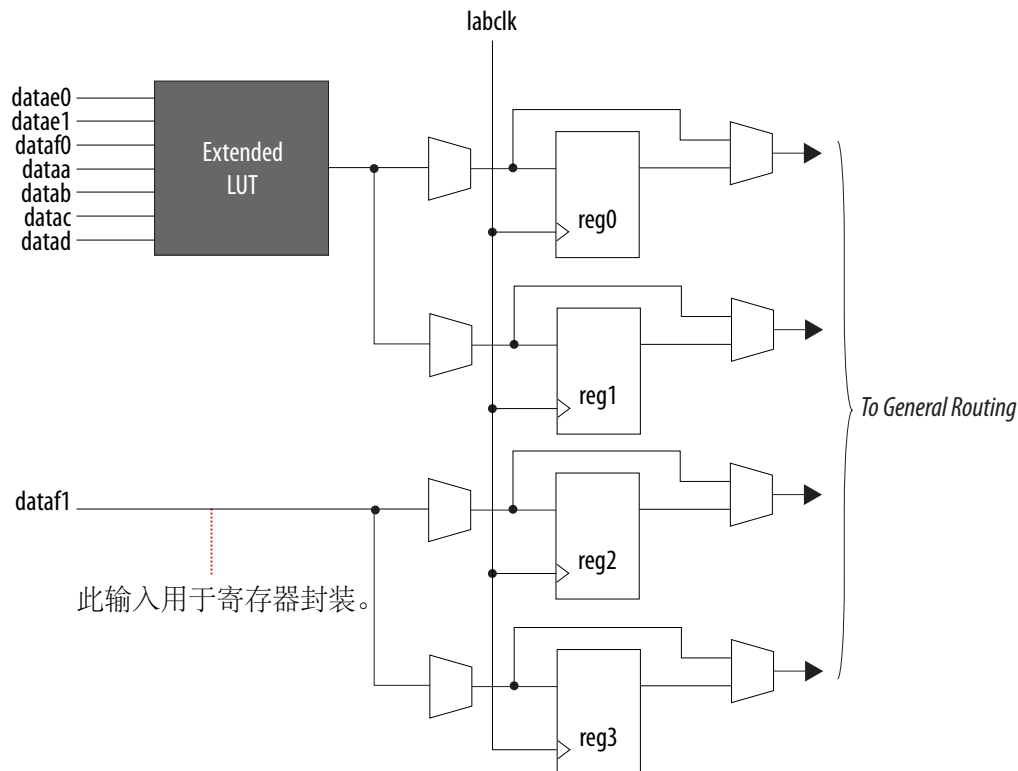 labclk
datae0
datae1
dataf0
dataa
datab
datac
datad
Extended
LUT
reg0
reg1
To General Routing
dataf1
reg2
此输入用于寄存器封装。
reg3